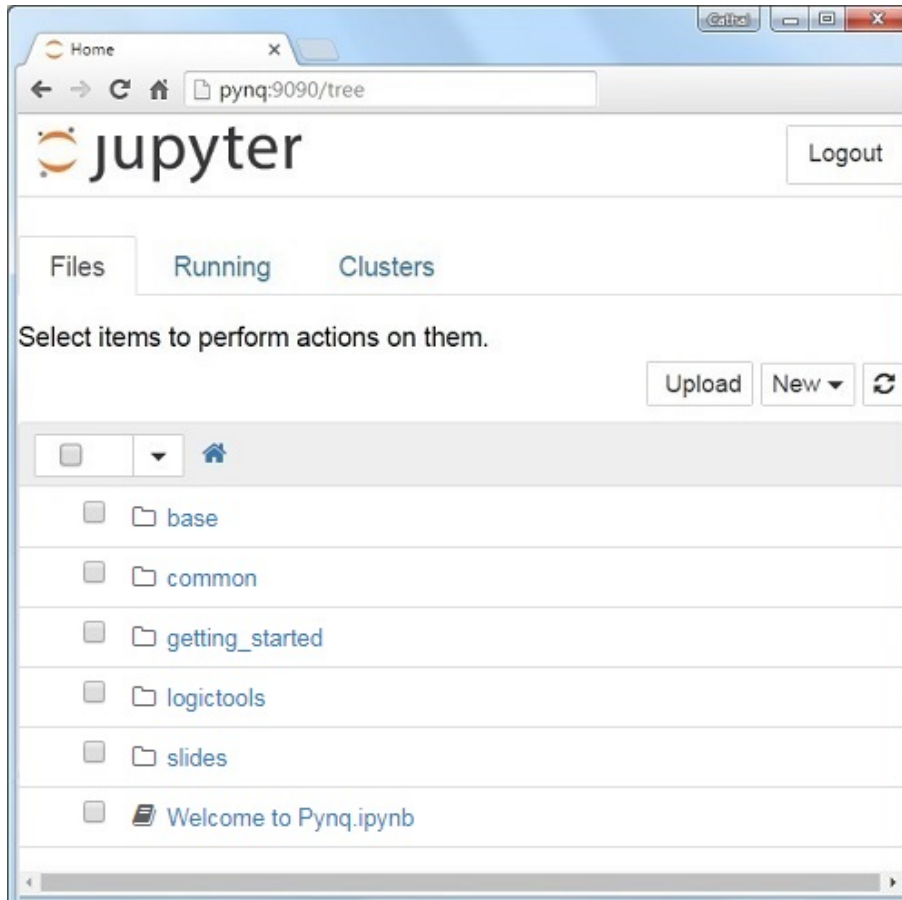 Cathal
Home
pynq:9090/tree
jupyter
Logout
Files Running Clusters
Select items to perform actions on them.
Upload New
base
common
getting_started
logictools
slides
Welcome to Pynq.ipynb